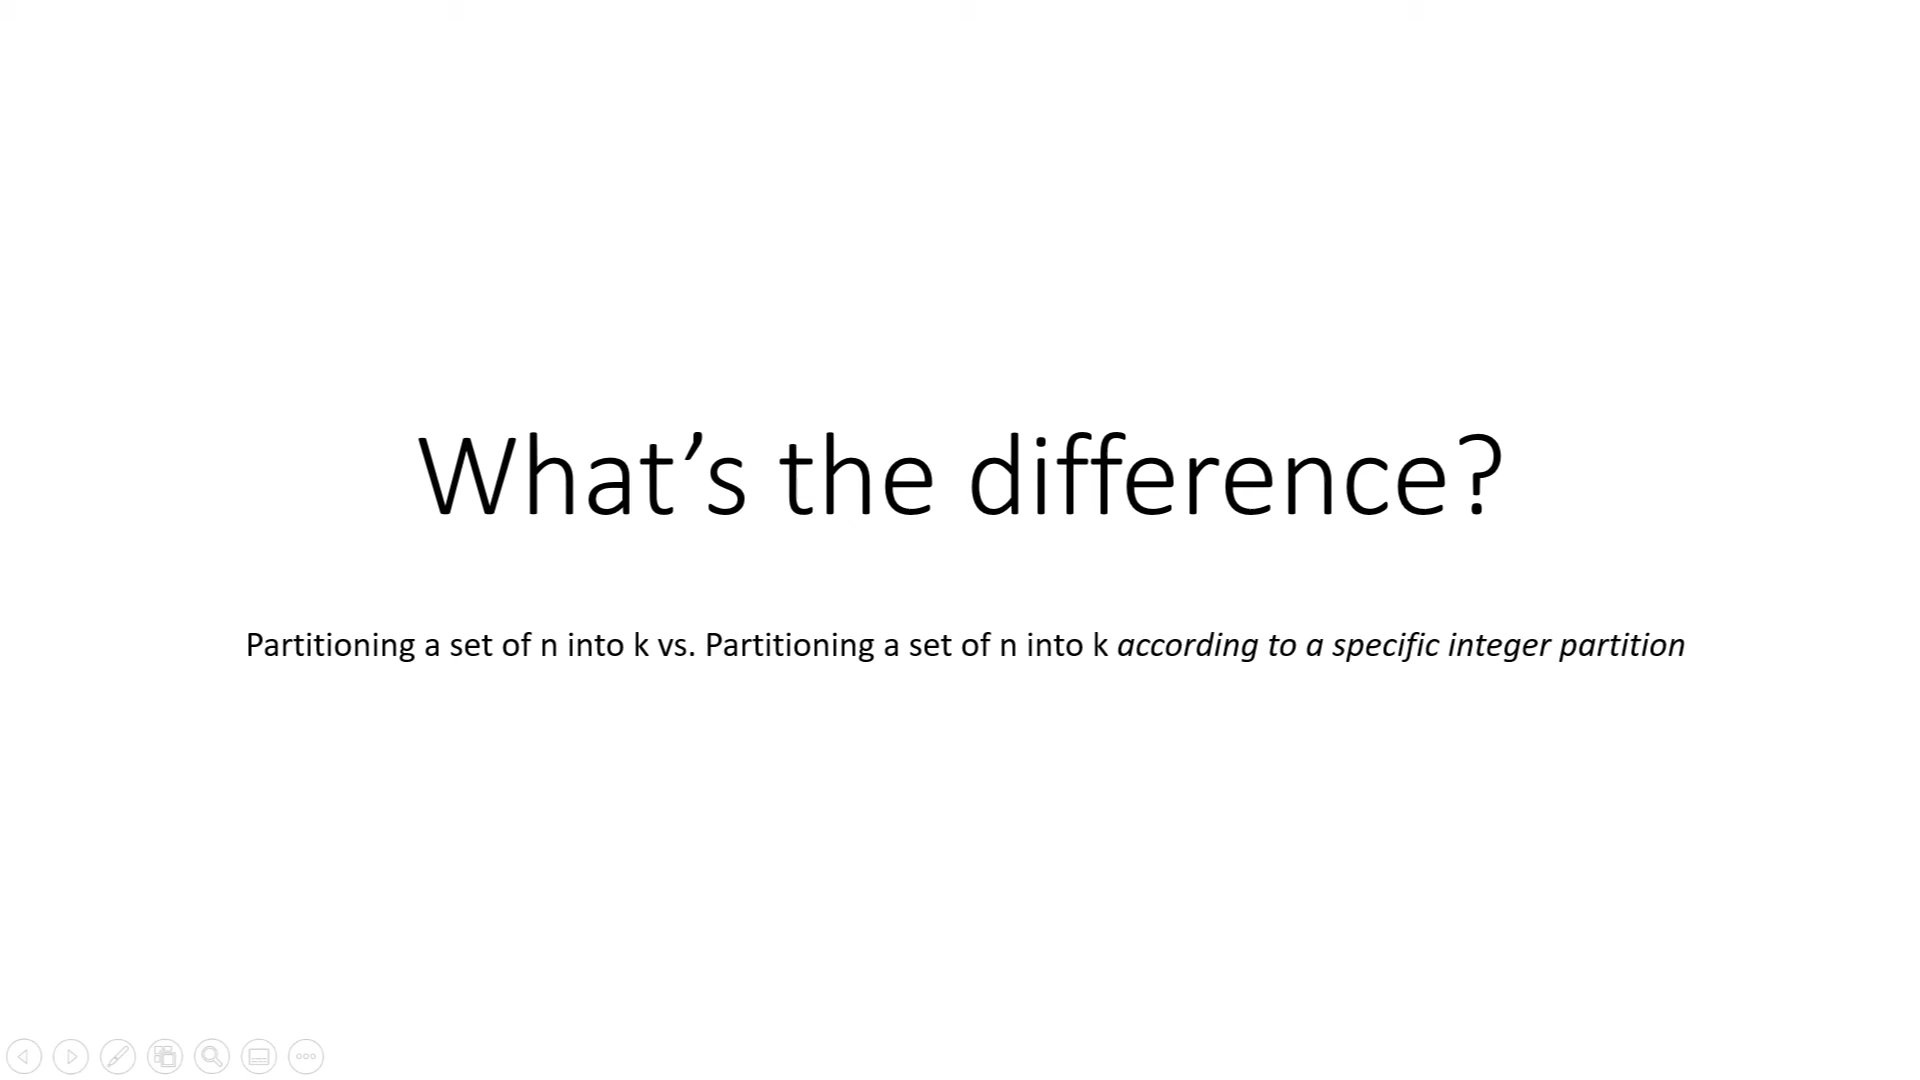 What’s the difference?
Partitioning a set of n into k vs. Partitioning a set of n into k according to a specific integer partition